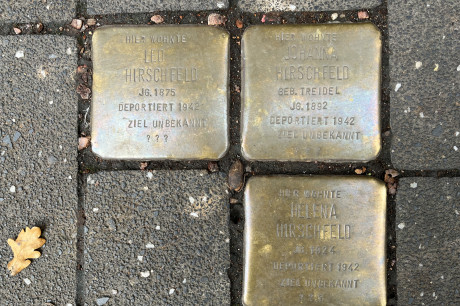 HIER WOHNTE
LEO
HIRSCHFELD
JG. 1875
DEPORTIERT 1942
ZIEL UNBEKANNT
? ? ?
HIER WOHNTE
JOHANNA
HIRSCHFELD
GEB. TREIDEL
JG. 1892
DEPORTIERT 1942
ZIEL UNBEKANNT
HIER WOHNTE
HELENA
HIRSCHFELD
DEPORTIERT 1942
ZIEL UNBEKANNT